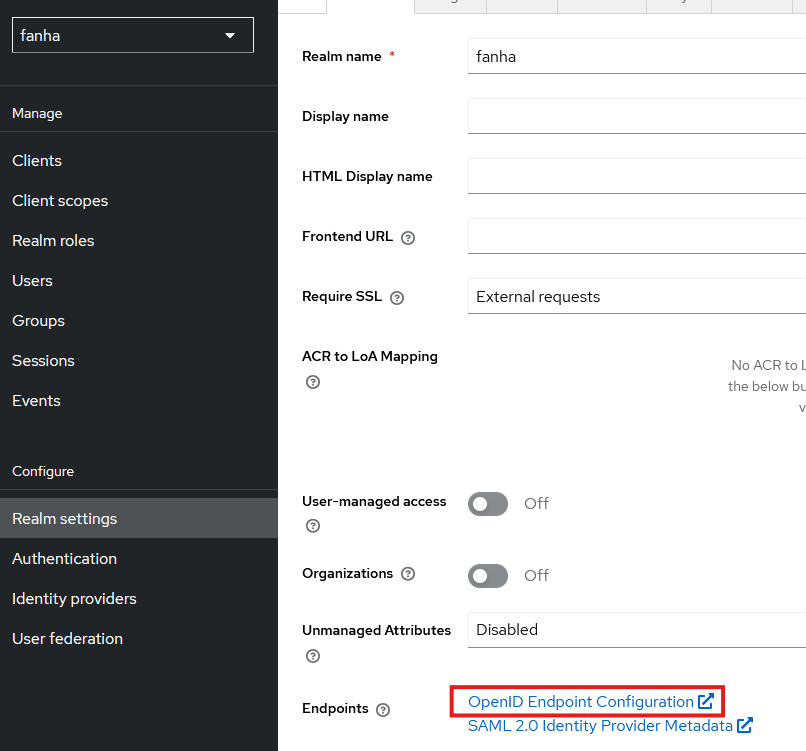 fanha
Manage
Clients
Client scopes
Realm roles
Users
Groups
Sessions
Events
Configure
Realm settings
Authentication
Identity providers
User federation
Realm name *
fanha
Display name
HTML Display name
Frontend URL
Require SSL
External requests
ACR to LoA Mapping
No ACR to L
the below bu
v
User-managed access
Off
Organizations
Off
Unmanaged Attributes
Disabled
Endpoints
OpenID Endpoint Configuration
SAML 2.0 Identity Provider Metadata